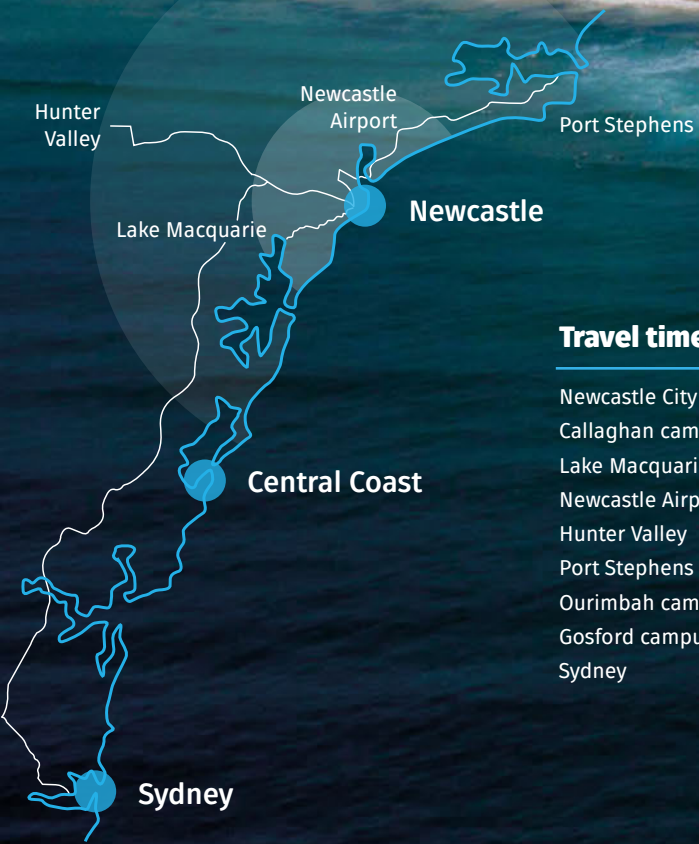 Newcastle
Airport
Hunter
Valley
Port Stephens
Newcastle
Lake Macquarie
Travel time
Newcastle City
Callaghan cam
Lake Macquari
Newcastle Airp
Hunter Valley
Port Stephens
Ourimbah cam
Gosford campu
Sydney
Central Coast
Sydney